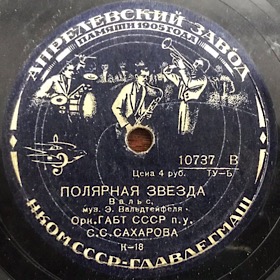 АПРЕЛЕВСКИЙ ЗАВОД
ПАМЯТИ 1905 ГОДА
10737 В
Цена 4 руб. ТУ-Б
ПОЛЯРНАЯ ЗВЕЗДА
Вальс,
муз. Э. Вальдтейфеля
Орк. ГАБТ СССР п.у.
С.С.САХАРОВА
К-18
НКОМ СССР-ГЛАВЛЕГМАШ